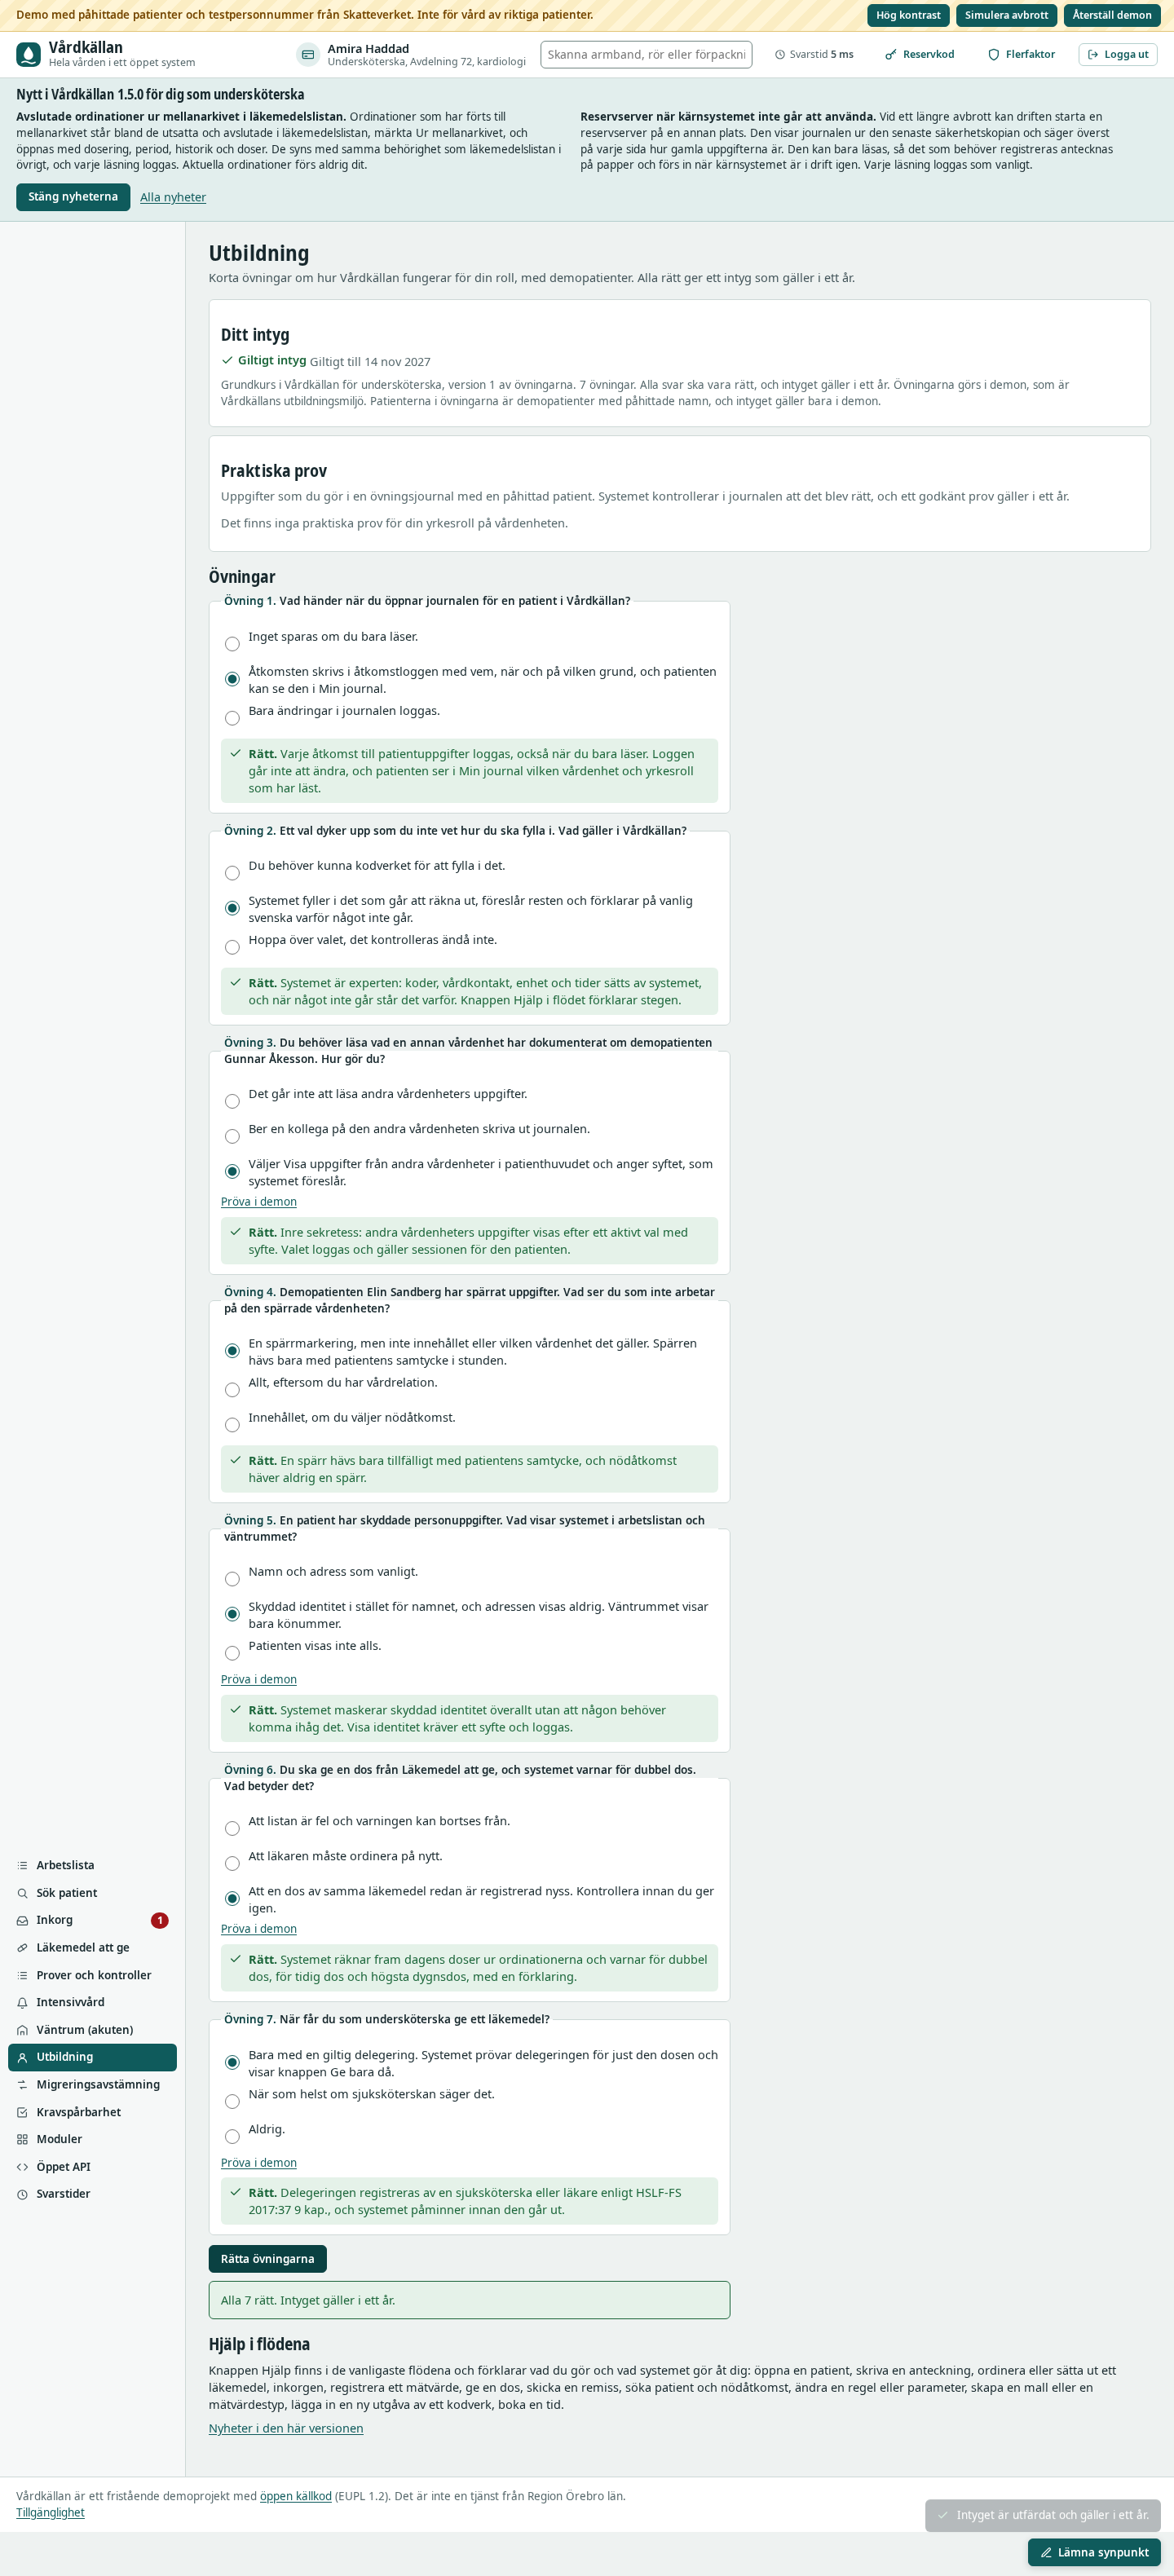 Demo med påhittade patienter och testpersonnummer från Skatteverket. Inte för vård av riktiga patienter.
Hög kontrast
Simulera avbrott
Återställ demon
Vårdkällan
Hela vården i ett öppet system
Amira Haddad
Undersköterska, Avdelning 72, kardiologi
Skanna armband, rör eller förpackni
Svarstid 5 ms
Reservkod
Flerfaktor
Logga ut
Nytt i Vårdkällan 1.5.0 för dig som undersköterska
Avslutade ordinationer ur mellanarkivet i läkemedelslistan. Ordinationer som har förts till
mellanarkivet står bland de utsatta och avslutade i läkemedelslistan, märkta Ur mellanarkivet, och
öppnas med dosering, period, historik och doser. De syns med samma behörighet som läkemedelslistan i
övrigt, och varje läsning loggas. Aktuella ordinationer förs aldrig dit.
Reservserver när kärnsystemet inte går att använda. Vid ett längre avbrott kan driften starta en
reservserver på en annan plats. Den visar journalen ur den senaste säkerhetskopian och säger överst
på varje sida hur gamla uppgifterna är. Den kan bara läsas, så det som behöver registreras antecknas
på papper och förs in när kärnsystemet är i drift igen. Varje läsning loggas som vanligt.
Stäng nyheterna
Alla nyheter
Utbildning
Korta övningar om hur Vårdkällan fungerar för din roll, med demopatienter. Alla rätt ger ett intyg som gäller i ett år.
Ditt intyg
Giltigt intyg Giltigt till 14 nov 2027
Grundkurs i Vårdkällan för undersköterska, version 1 av övningarna. 7 övningar. Alla svar ska vara rätt, och intyget gäller i ett år. Övningarna görs i demon, som är
Vårdkällans utbildningsmiljö. Patienterna i övningarna är demopatienter med påhittade namn, och intyget gäller bara i demon.
Praktiska prov
Uppgifter som du gör i en övningsjournal med en påhittad patient. Systemet kontrollerar i journalen att det blev rätt, och ett godkänt prov gäller i ett år.
Det finns inga praktiska prov för din yrkesroll på vårdenheten.
Övningar
Övning 1. Vad händer när du öppnar journalen för en patient i Vårdkällan?
Inget sparas om du bara läser.
Åtkomsten skrivs i åtkomstloggen med vem, när och på vilken grund, och patienten
kan se den i Min journal.
Bara ändringar i journalen loggas.
Rätt. Varje åtkomst till patientuppgifter loggas, också när du bara läser. Loggen
går inte att ändra, och patienten ser i Min journal vilken vårdenhet och yrkesroll
som har läst.
Övning 2. Ett val dyker upp som du inte vet hur du ska fylla i. Vad gäller i Vårdkällan?
Du behöver kunna kodverket för att fylla i det.
Systemet fyller i det som går att räkna ut, föreslår resten och förklarar på vanlig
svenska varför något inte går.
Hoppa över valet, det kontrolleras ändå inte.
Rätt. Systemet är experten: koder, vårdkontakt, enhet och tider sätts av systemet,
och när något inte går står det varför. Knappen Hjälp i flödet förklarar stegen.
Övning 3. Du behöver läsa vad en annan vårdenhet har dokumenterat om demopatienten
Gunnar Åkesson. Hur gör du?
Det går inte att läsa andra vårdenheters uppgifter.
Ber en kollega på den andra vårdenheten skriva ut journalen.
Väljer Visa uppgifter från andra vårdenheter i patienthuvudet och anger syftet, som
systemet föreslår.
Pröva i demon
Rätt. Inre sekretess: andra vårdenheters uppgifter visas efter ett aktivt val med
syfte. Valet loggas och gäller sessionen för den patienten.
Övning 4. Demopatienten Elin Sandberg har spärrat uppgifter. Vad ser du som inte arbetar
på den spärrade vårdenheten?
En spärrmarkering, men inte innehållet eller vilken vårdenhet det gäller. Spärren
hävs bara med patientens samtycke i stunden.
Allt, eftersom du har vårdrelation.
Innehållet, om du väljer nödåtkomst.
Rätt. En spärr hävs bara tillfälligt med patientens samtycke, och nödåtkomst
häver aldrig en spärr.
Övning 5. En patient har skyddade personuppgifter. Vad visar systemet i arbetslistan och
väntrummet?
Namn och adress som vanligt.
Skyddad identitet i stället för namnet, och adressen visas aldrig. Väntrummet visar
bara könummer.
Patienten visas inte alls.
Pröva i demon
Rätt. Systemet maskerar skyddad identitet överallt utan att någon behöver
komma ihåg det. Visa identitet kräver ett syfte och loggas.
Övning 6. Du ska ge en dos från Läkemedel att ge, och systemet varnar för dubbel dos.
Vad betyder det?
Att listan är fel och varningen kan bortses från.
Att läkaren måste ordinera på nytt.
Att en dos av samma läkemedel redan är registrerad nyss. Kontrollera innan du ger
igen.
Pröva i demon
Rätt. Systemet räknar fram dagens doser ur ordinationerna och varnar för dubbel
dos, för tidig dos och högsta dygnsdos, med en förklaring.
Övning 7. När får du som undersköterska ge ett läkemedel?
Bara med en giltig delegering. Systemet prövar delegeringen för just den dosen och
visar knappen Ge bara då.
När som helst om sjuksköterskan säger det.
Aldrig.
Pröva i demon
Rätt. Delegeringen registreras av en sjuksköterska eller läkare enligt HSLF-FS
2017:37 9 kap., och systemet påminner innan den går ut.
Rätta övningarna
Alla 7 rätt. Intyget gäller i ett år.
Hjälp i flödena
Knappen Hjälp finns i de vanligaste flödena och förklarar vad du gör och vad systemet gör åt dig: öppna en patient, skriva en anteckning, ordinera eller sätta ut ett
läkemedel, inkorgen, registrera ett mätvärde, ge en dos, skicka en remiss, söka patient och nödåtkomst, ändra en regel eller parameter, skapa en mall eller en
mätvärdestyp, lägga in en ny utgåva av ett kodverk, boka en tid.
Nyheter i den här versionen
Arbetslista
Sök patient
Inkorg 1
Läkemedel att ge
Prover och kontroller
Intensivvård
Väntrum (akuten)
Utbildning
Migreringsavstämning
Kravspårbarhet
Moduler
Öppet API
Svarstider
Vårdkällan är ett fristående demoprojekt med öppen källkod (EUPL 1.2). Det är inte en tjänst från Region Örebro län.
Tillgänglighet
Intyget är utfärdat och gäller i ett år.
Lämna synpunkt